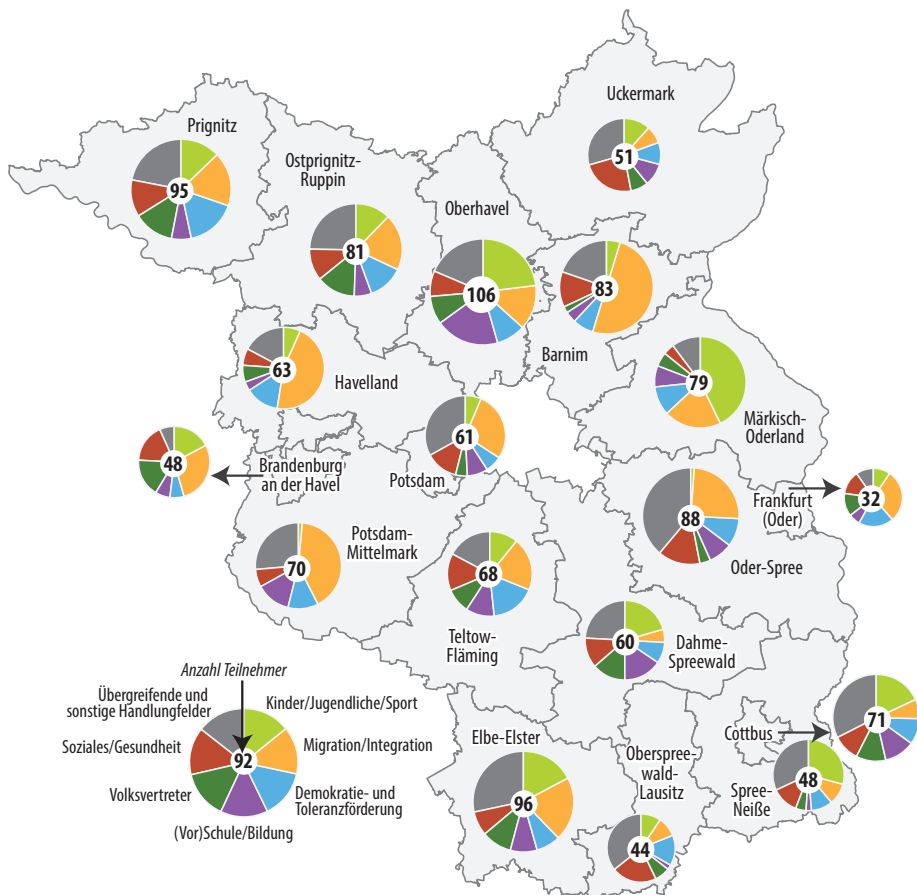 Uckermark
51
Prignitz
95
Ostprignitz-
Ruppin
81
Oberhavel
106
83
Barnim
63
Havelland
79
Märkisch-
Oderland
61
Potsdam
48
Brandenburg
an der Havel
Frankfurt
(Oder)
32
88
Oder-Spree
Potsdam-
Mittelmark
70
68
Teltow-
Fläming
60
Dahme-
Spreewald
Anzahl Teilnehmer
Übergreifende und
sonstige Handlungfelder
Kinder/Jugendliche/Sport
Soziales/Gesundheit
Migration/Integration
92
Volksvertreter
Demokratie- und
Toleranzförderung
(Vor)Schule/Bildung
Elbe-Elster
96
Oberspree-
wald-
Lausitz
44
Cottbus
71
Spree-
Neiße
48